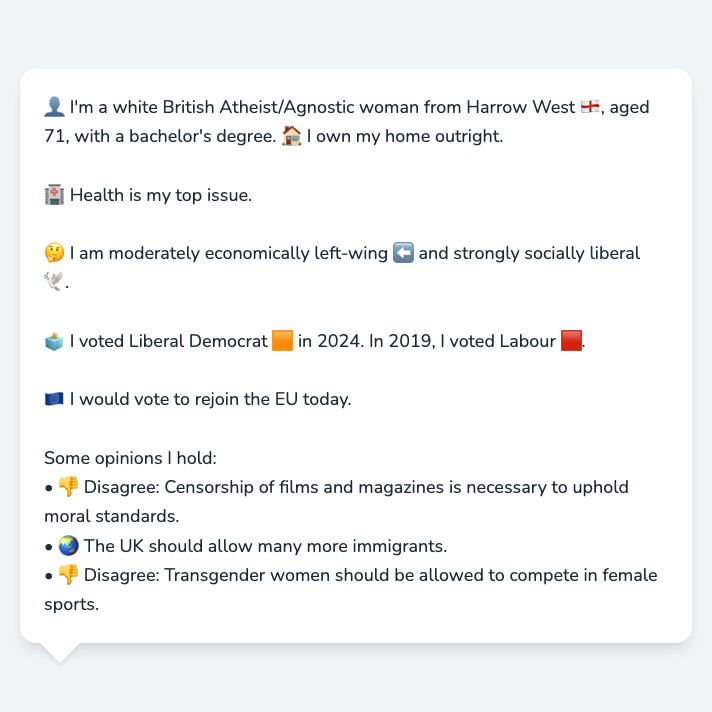 👤 I'm a white British Atheist/Agnostic woman from Harrow West 🏴󠁧󠁢󠁥󠁮󠁧󠁿, aged
71, with a bachelor's degree. 🏠 I own my home outright.
🏥 Health is my top issue.
🤔 I am moderately economically left-wing ⬅️ and strongly socially liberal
🕊️.
🗳️ I voted Liberal Democrat 🟧 in 2024. In 2019, I voted Labour 🟥.
🇪🇺 I would vote to rejoin the EU today.
Some opinions I hold:
• 👎 Disagree: Censorship of films and magazines is necessary to uphold
moral standards.
• 🌏 The UK should allow many more immigrants.
• 👎 Disagree: Transgender women should be allowed to compete in female
sports.